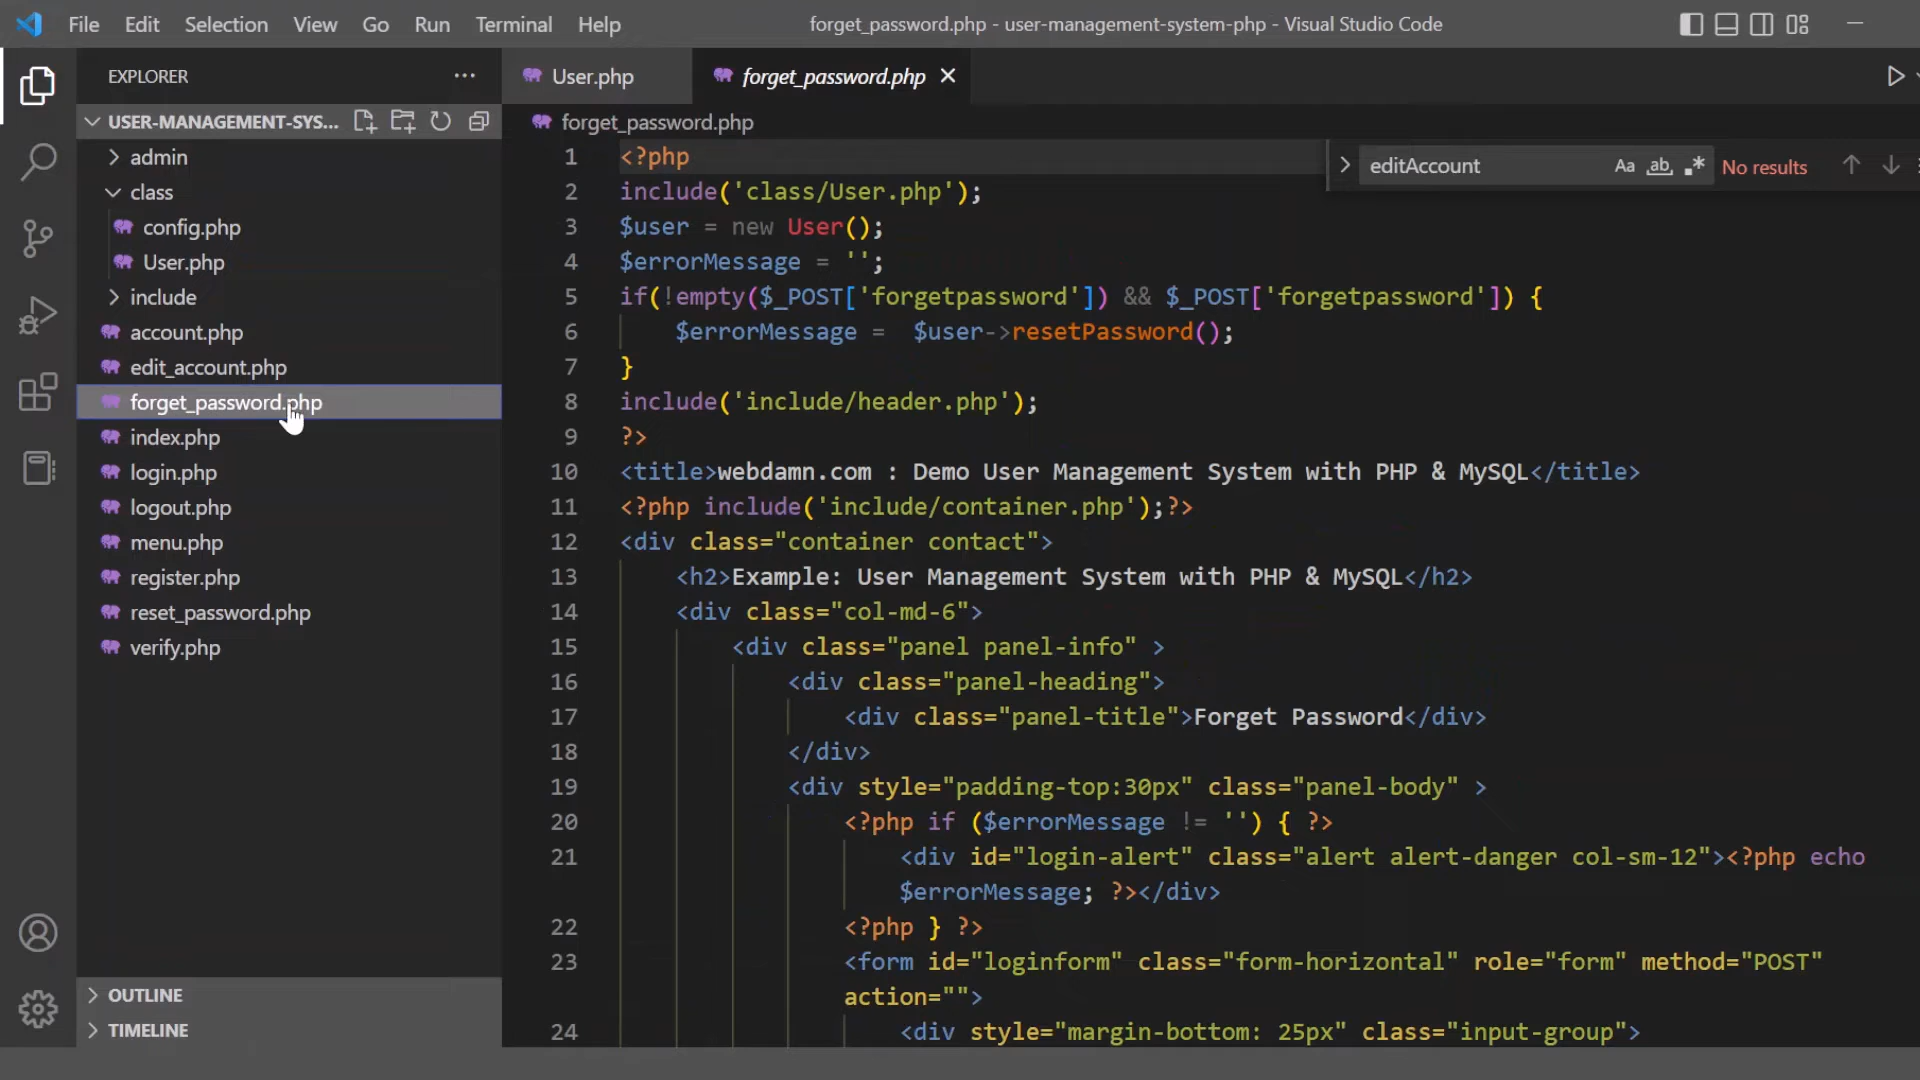 File Edit Selection View Go Run Terminal Help
forget_password.php - user-management-system-php - Visual Studio Code
EXPLORER
USER-MANAGEMENT-SYS...
admin
class
config.php
User.php
include
account.php
edit_account.php
forget_password.php
index.php
login.php
logout.php
menu.php
register.php
reset_password.php
verify.php
OUTLINE
TIMELINE
User.php
forget_password.php
forget_password.php
editAccount Aa ab No results
1 <?php
2 include('class/User.php');
3 $user = new User();
4 $errorMessage = '';
5 if(!empty($_POST['forgetpassword']) && $_POST['forgetpassword']) {
6 $errorMessage =  $user->resetPassword();
7 }
8 include('include/header.php');
9 ?>
10 <title>webdamn.com : Demo User Management System with PHP & MySQL</title>
11 <?php include('include/container.php');?>
12 <div class="container contact">
13 <h2>Example: User Management System with PHP & MySQL</h2>
14 <div class="col-md-6">
15 <div class="panel panel-info" >
16 <div class="panel-heading">
17 <div class="panel-title">Forget Password</div>
18 </div>
19 <div style="padding-top:30px" class="panel-body" >
20 <?php if ($errorMessage != '') { ?>
21 <div id="login-alert" class="alert alert-danger col-sm-12"><?php echo
$errorMessage; ?></div>
22 <?php } ?>
23 <form id="loginform" class="form-horizontal" role="form" method="POST"
action="">
24 <div style="margin-bottom: 25px" class="input-group">